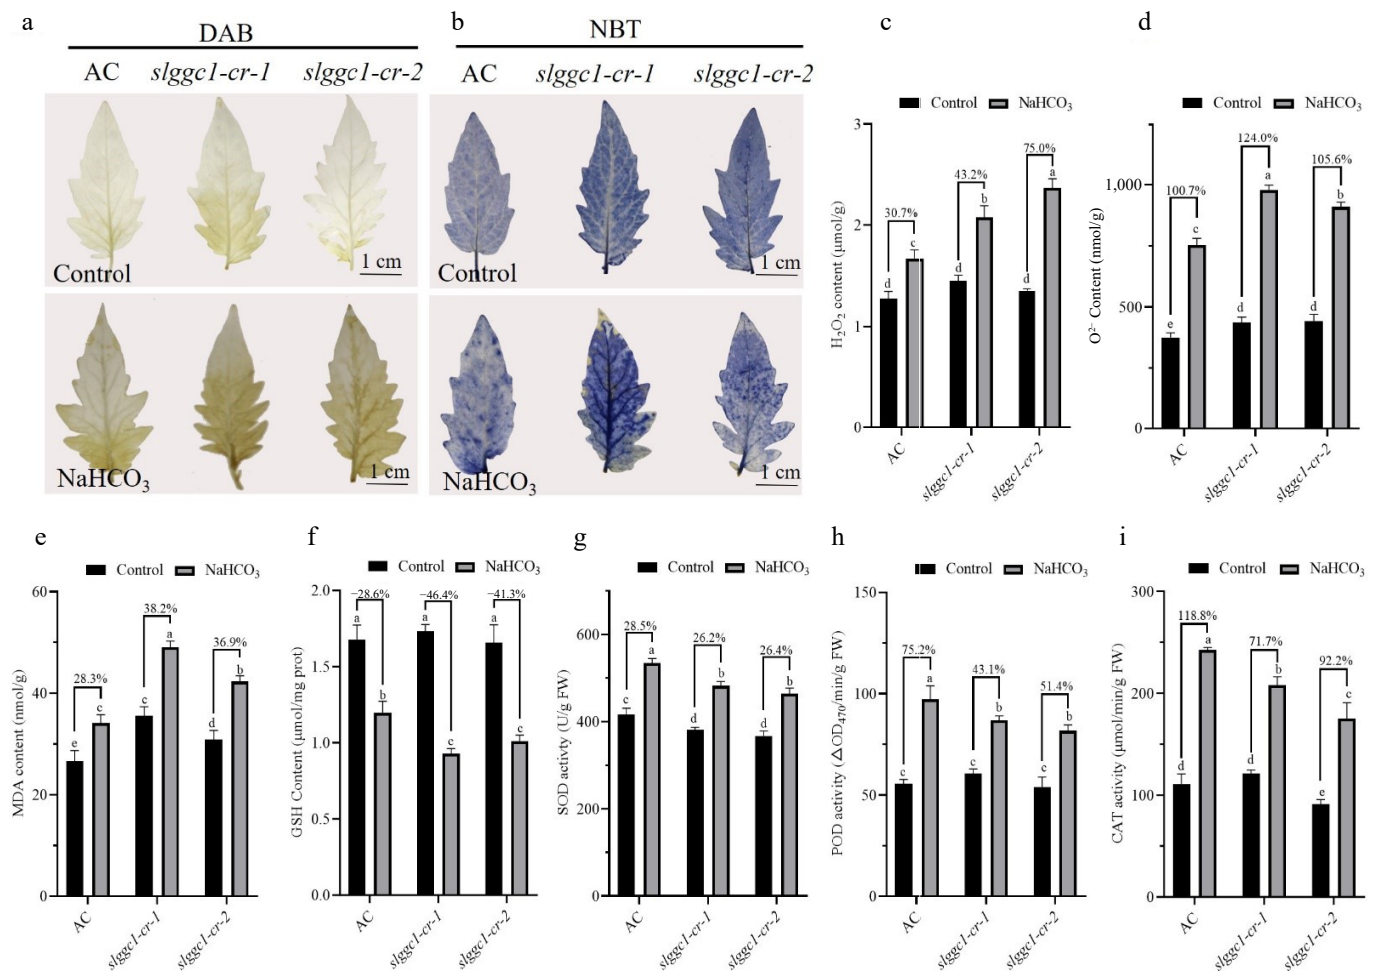 a
DAB
AC slggc1-cr-1 slggc1-cr-2
Control
1 cm
NaHCO₃
1 cm
b
NBT
AC slggc1-cr-1 slggc1-cr-2
Control
1 cm
NaHCO₃
1 cm
c
Control NaHCO₃
H₂O₂ content (μmol/g)
3
2
1
0
30.7%
43.2%
75.0%
d c d b d a
AC slggc1-cr-1 slggc1-cr-2
d
Control NaHCO₃
O²⁻ Content (nmol/g)
1,000
500
0
100.7%
124.0%
105.6%
e c d a d b
AC slggc1-cr-1 slggc1-cr-2
e
Control NaHCO₃
MDA content (nmol/g)
60
40
20
0
28.3%
38.2%
36.9%
e c c a d b
AC slggc1-cr-1 slggc1-cr-2
f
Control NaHCO₃
GSH Content (μmol/mg prot)
2.0
1.5
1.0
0.5
0.0
−28.6%
−46.4%
−41.3%
a b a c a c
AC slggc1-cr-1 slggc1-cr-2
g
Control NaHCO₃
SOD activty (U/g FW)
600
400
200
0
28.5%
26.2%
26.4%
c a d b d b
AC slggc1-cr-1 slggc1-cr-2
h
Control NaHCO₃
POD activity (△OD₄₇₀/min/g FW)
150
100
50
0
75.2%
43.1%
51.4%
c a c b c b
AC slggc1-cr-1 slggc1-cr-2
i
Control NaHCO₃
CAT activity (μmol/min/g FW)
300
200
100
0
118.8%
71.7%
92.2%
d a d b e c
AC slggc1-cr-1 slggc1-cr-2